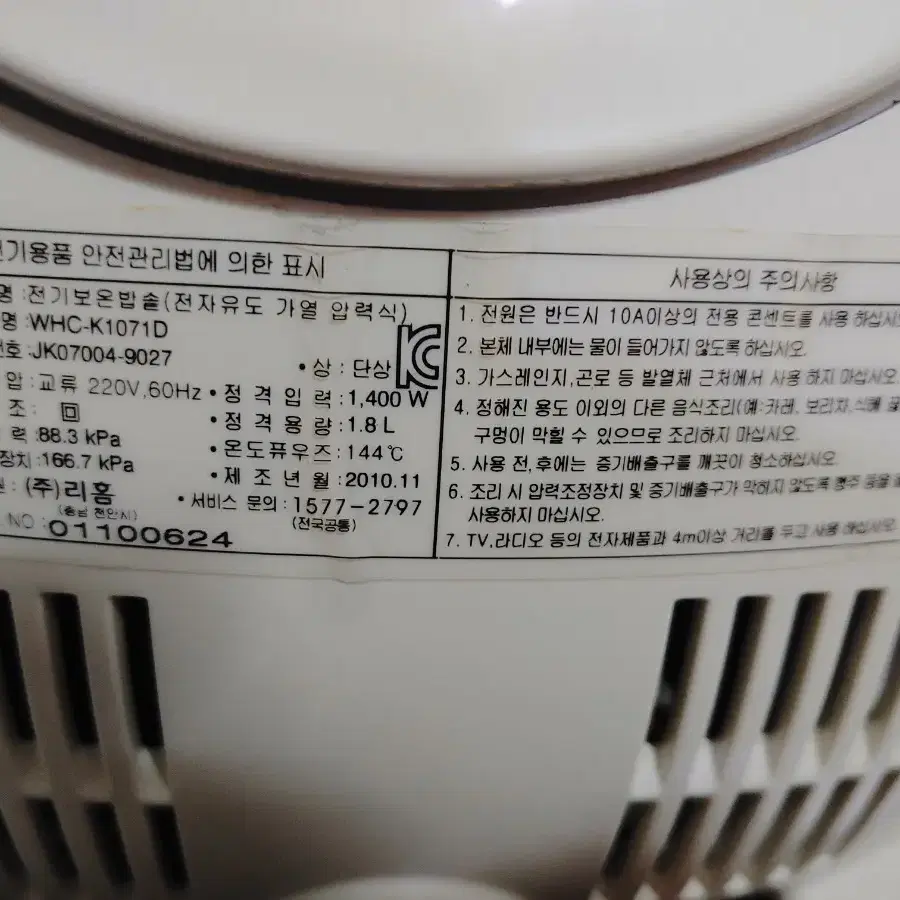 기용품 안전관리법에 의한 표시
명 : 전기보온밥솥(전자유도 가열 압력식)
명 : WHC-K1071D
호 : JK07004-9027
• 상 : 단상
압 : 교류 220V, 60Hz
• 정 격 입 력 : 1,400 W
조 :
• 정 격 용 량 : 1.8 L
력 : 88.3 kPa
• 온도퓨우즈 : 144℃
장치 : 166.7 kPa
• 제 조 년 월 : 2010.11
원 : (주)리홈
(충남 천안시)
• 서비스 문의 : 1577-2797
(전국공통)
NO : 01100624
사용상의 주의사항
1. 전원은 반드시 10A이상의 전용 콘센트를 사용 하십시
2. 본체 내부에는 물이 들어가지 않도록 하십시오.
3. 가스레인지,곤로 등 발열체 근처에서 사용 하지 마십시오.
4. 정해진 용도 이외의 다른 음식조리(예:카레, 보리차,식혜
구멍이 막힐 수 있으므로 조리하지 마십시오.
5. 사용 전,후에는 증기배출구를 깨끗이 청소하십시오.
6. 조리 시 압력조정장치 및 증기배출구가 막히지 않도록 행주 등을
사용하지 마십시오.
7. TV,라디오 등의 전자제품과 4m이상 거리를 두고 사용 하십시오.